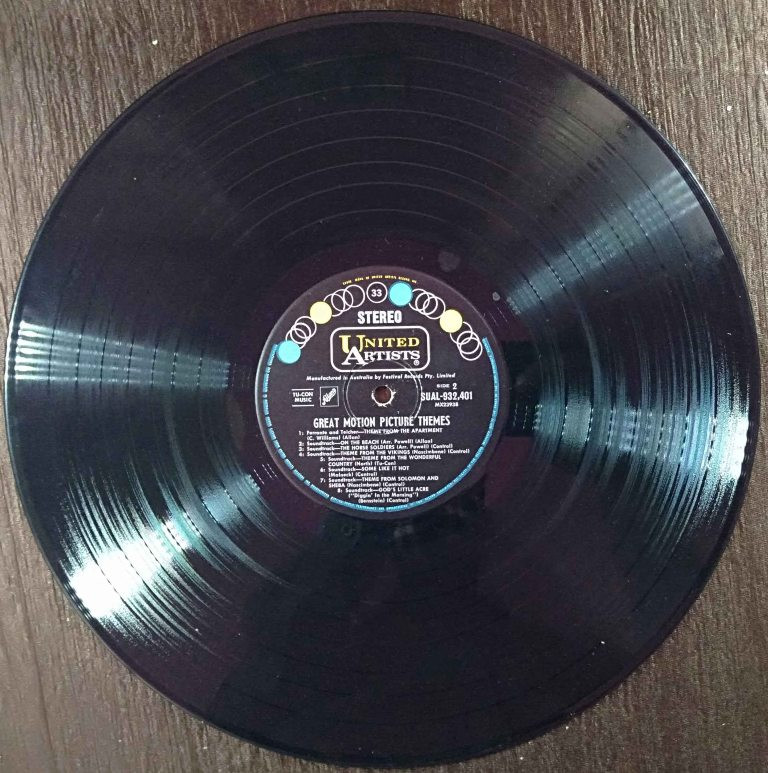 33
STEREO
UNITED
ARTISTS
®
Manufactured in Australia by Festival Records Pty. Limited
TU-CON
MUSIC
SIDE 2
SUAL-932,401
MX23938
GREAT MOTION PICTURE THEMES
1: Ferrante and Teicher—THEME FROM THE APARTMENT
(C. Williams) (Allan)
2: Soundtrack—ON THE BEACH (Arr. Powell) (Allan)
3: Soundtrack—THE HORSE SOLDIERS (Arr. Powell) (Control)
4: Soundtrack—THEME FROM THE VIKINGS (Nascimbene) (Control)
5: Soundtrack—THEME FROM THE WONDERFUL
COUNTRY (North) (Tu-Con)
6: Soundtrack—SOME LIKE IT HOT
(Malneck) (Control)
7: Soundtrack—THEME FROM SOLOMON AND
SHEBA (Nascimbene) (Control)
8: Soundtrack—GOD'S LITTLE ACRE
("Diggin' In the Morning")
(Bernstein) (Control)